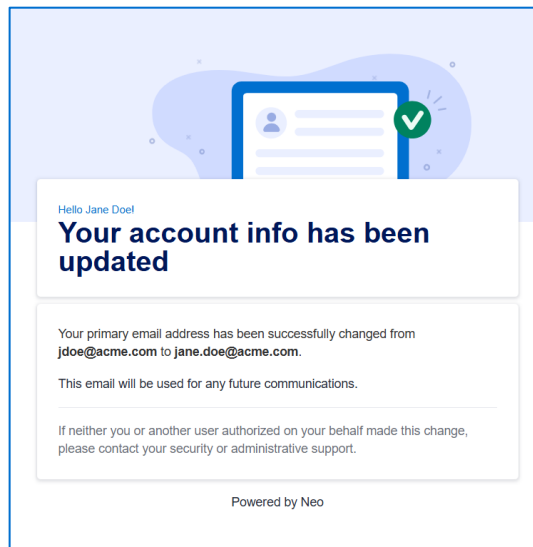 Hello Jane Doe!
Your account info has been
updated
Your primary email address has been successfully changed from
jdoe@acme.com to jane.doe@acme.com.
This email will be used for any future communications.
If neither you or another user authorized on your behalf made this change,
please contact your security or administrative support.
Powered by Neo